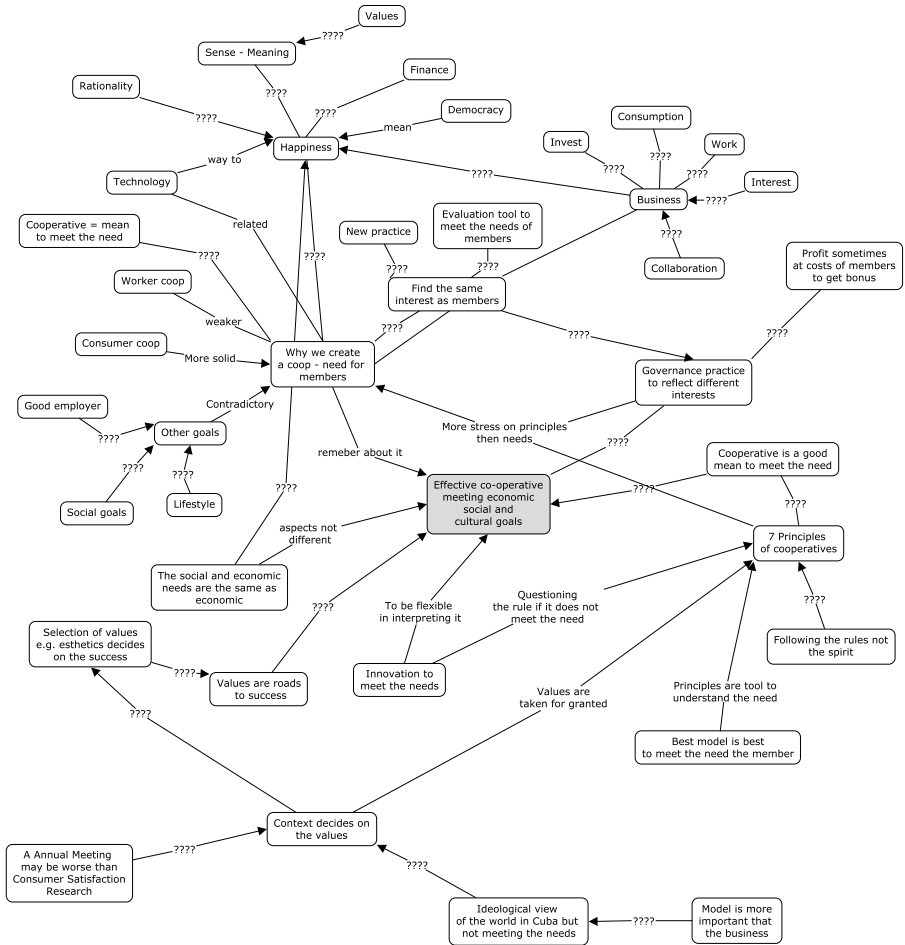 Values
????
Sense - Meaning
Finance
Rationality
????
????
????
Democracy
mean
Consumption
Happiness
Invest
Work
way to
????
????
????
????
Interest
Technology
????
Business
Cooperative = mean
to meet the need
related
New practice
Evaluation tool to
meet the needs of
members
????
????
????
Collaboration
Profit sometimes
at costs of members
to get bonus
Worker coop
????
????
Find the same
interest as members
weaker
????
????
????
Consumer coop
More solid
Why we create
a coop - need for
members
Governance practice
to reflect different
interests
Contradictory
Good employer
????
Other goals
More stress on principles
then needs
????
remeber about it
Cooperative is a good
mean to meet the need
????
????
Social goals
Lifestyle
????
Effective co-operative
meeting economic
social and
cultural goals
????
????
aspects not
different
7 Principles
of cooperatives
The social and economic
needs are the same as
economic
????
To be flexible
in interpreting it
Questioning
the rule if it does not
meet the need
????
Selection of values
e.g. esthetics decides
on the success
????
Values are roads
to success
Innovation to
meet the needs
Following the rules not
the spirit
Values are
taken for granted
Principles are tool to
understand the need
????
Best model is best
to meet the need the member
Context decides on
the values
A Annual Meeting
may be worse than
Consumer Satisfaction
Research
????
????
Ideological view
of the world in Cuba but
not meeting the needs
????
Model is more
important that
the business